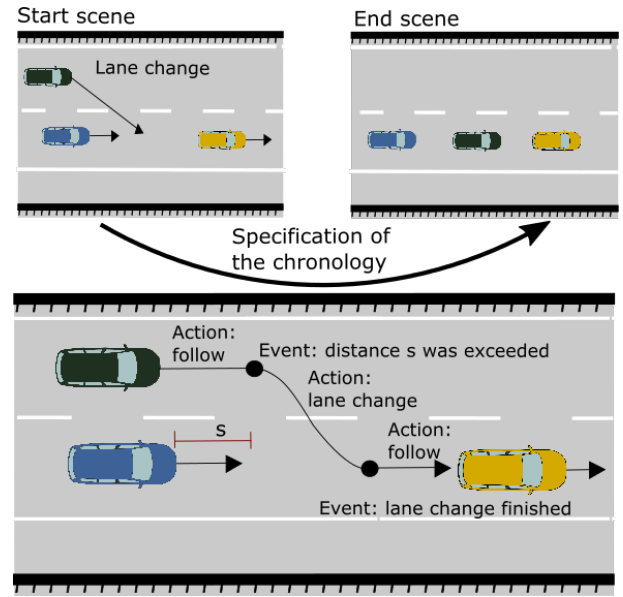 Start scene
End scene
Lane change
Specification of
the chronology
Action:
follow
Event: distance s was exceeded
Action:
lane change
s
Action:
follow
Event: lane change finished